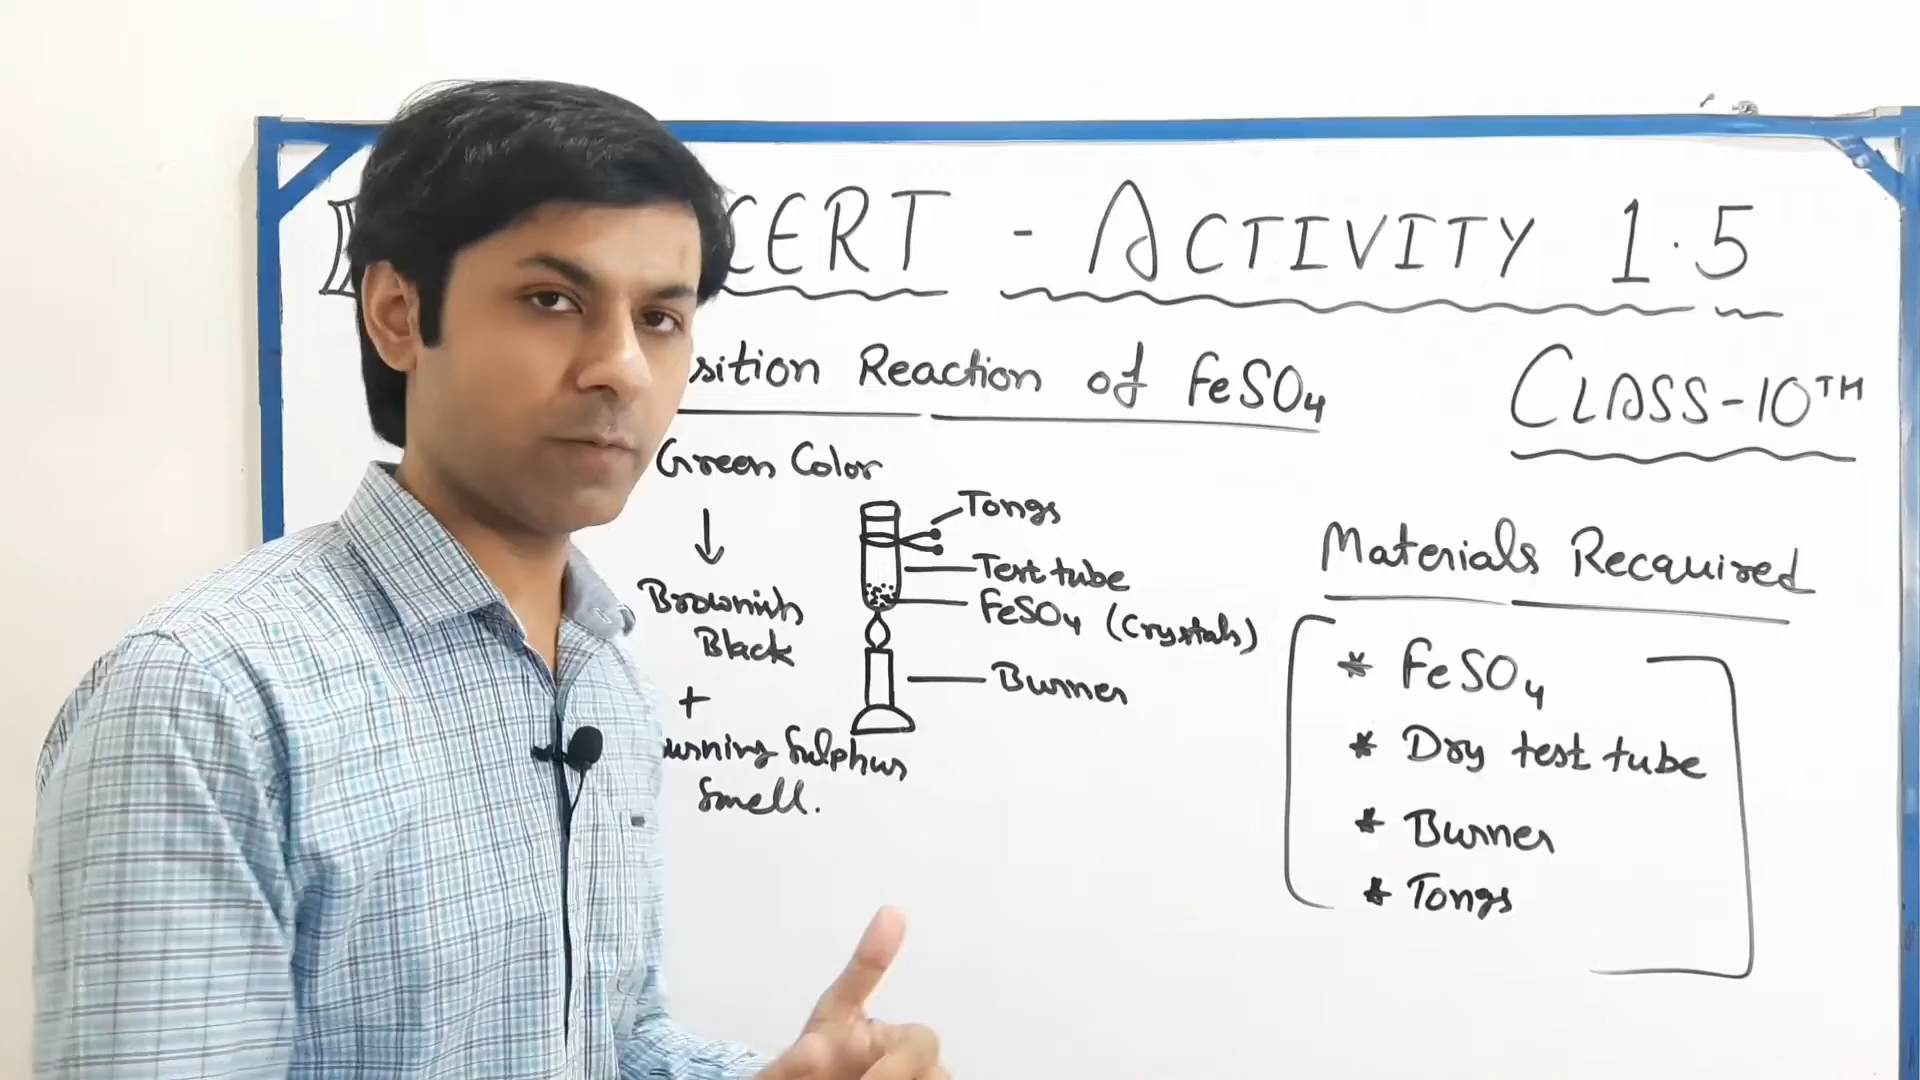 CERT - ACTIVITY 1.5
sition Reaction of FeSO₄
CLASS-10TH
Green Color
↓
Brownish
Black
+
urning Sulphur
Smell.
Tongs
Test tube
FeSO₄ (Crystals)
Burner
Materials Recquired
* FeSO₄
* Dry test tube
* Burner
* Tongs